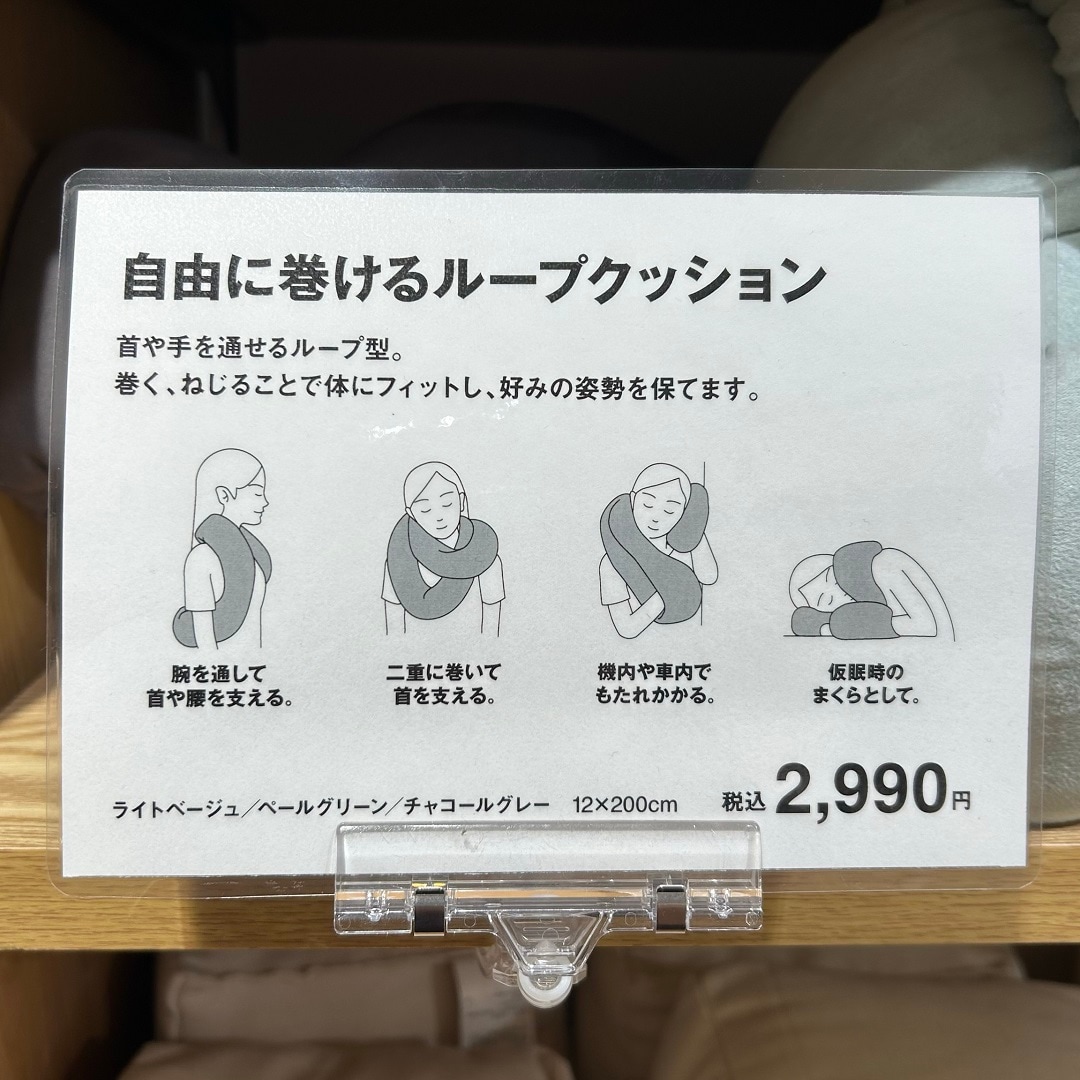 自由に巻けるループクッション
首や手を通せるループ型。
巻く、ねじることで体にフィットし、好みの姿勢を保てます。
腕を通して
首や腰を支える。
二重に巻いて
首を支える。
機内や車内で
もたれかかる。
仮眠時の
まくらとして。
ライトベージュ/ペールグリーン/チャコールグレー 12×200cm 税込2,990円